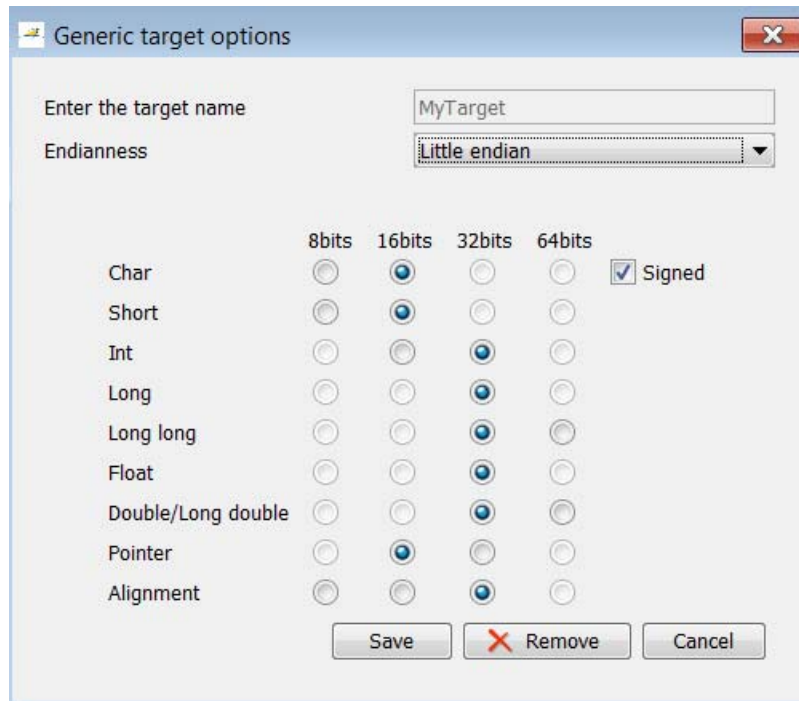 Generic target options
Enter the target name MyTarget
Endianness Little endian
8bits 16bits 32bits 64bits
Char Signed
Short
Int
Long
Long long
Float
Double/Long double
Pointer
Alignment
Save Remove Cancel